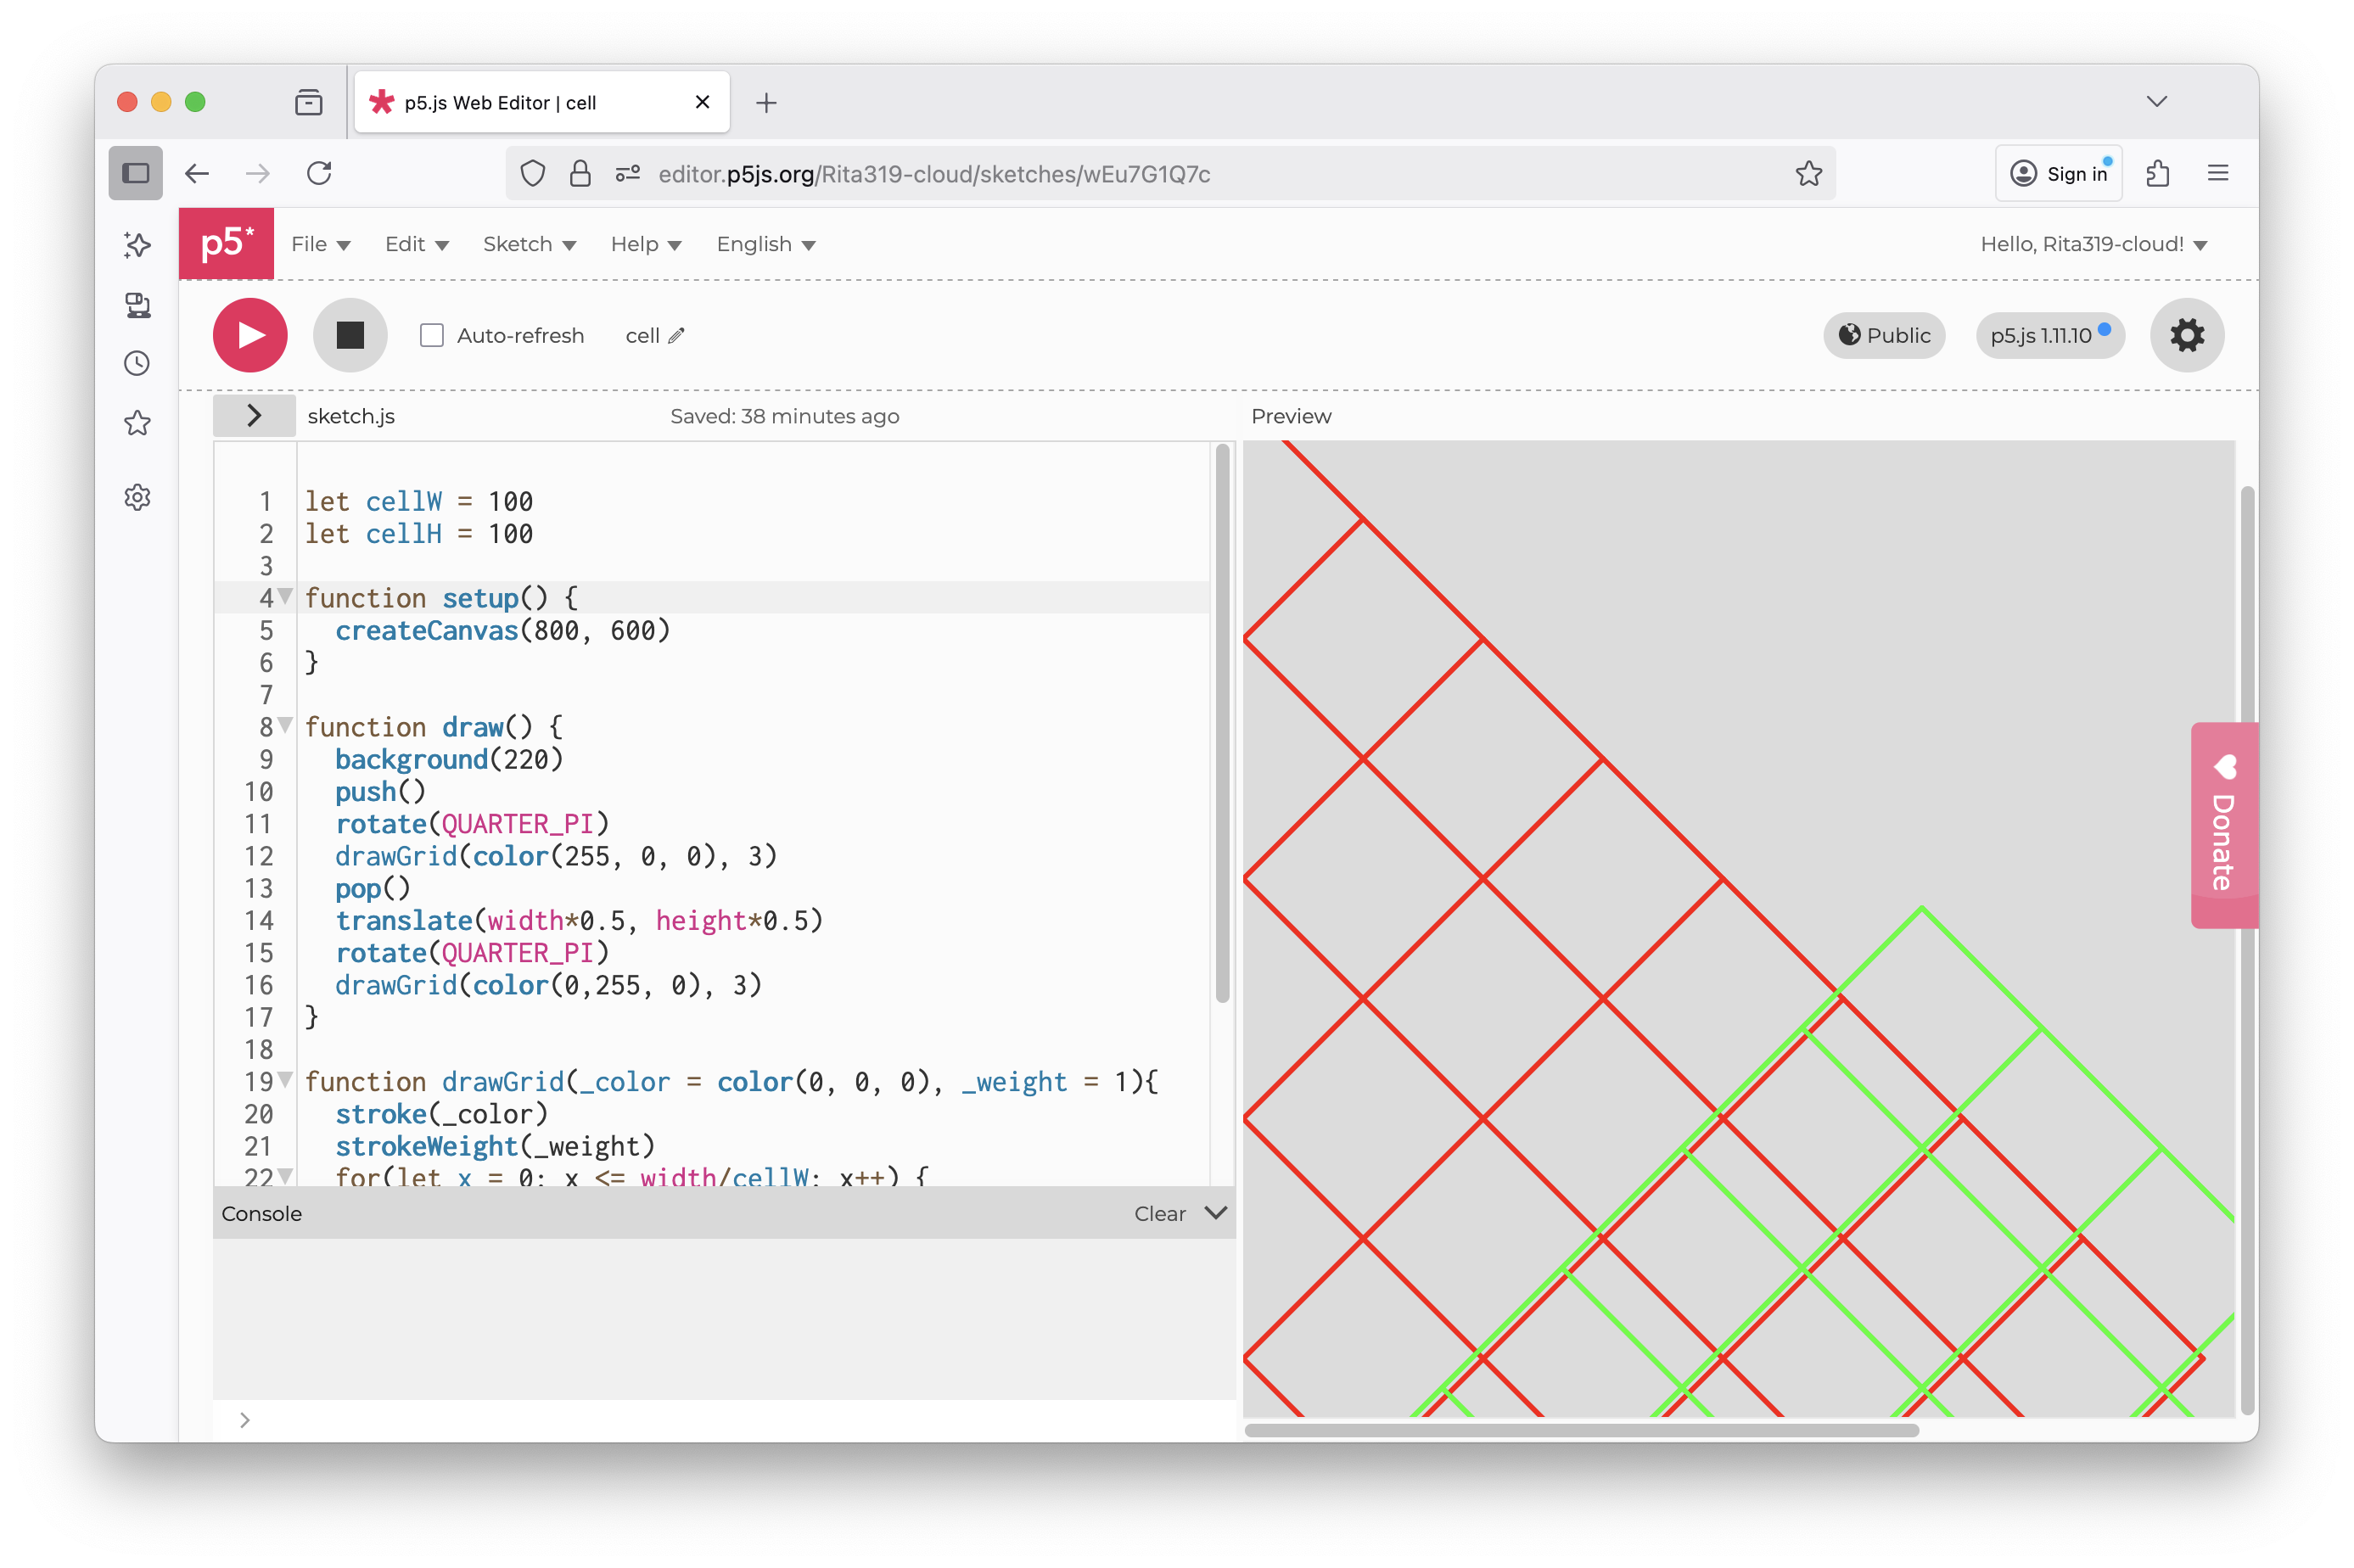 p5.js Web Editor | cell
editor.p5js.org/Rita319-cloud/sketches/wEu7G1Q7c
Sign in
p5*
File Edit Sketch Help English
Hello, Rita319-cloud!
Auto-refresh cell
Public p5.js 1.11.10
sketch.js Saved: 38 minutes ago
Preview
1 let cellW = 100
2 let cellH = 100
3
4 function setup() {
5 createCanvas(800, 600)
6 }
7
8 function draw() {
9 background(220)
10 push()
11 rotate(QUARTER_PI)
12 drawGrid(color(255, 0, 0), 3)
13 pop()
14 translate(width*0.5, height*0.5)
15 rotate(QUARTER_PI)
16 drawGrid(color(0,255, 0), 3)
17 }
18
19 function drawGrid(_color = color(0, 0, 0), _weight = 1){
20 stroke(_color)
21 strokeWeight(_weight)
22 for(let x = 0; x <= width/cellW; x++) {
Console Clear
Donate